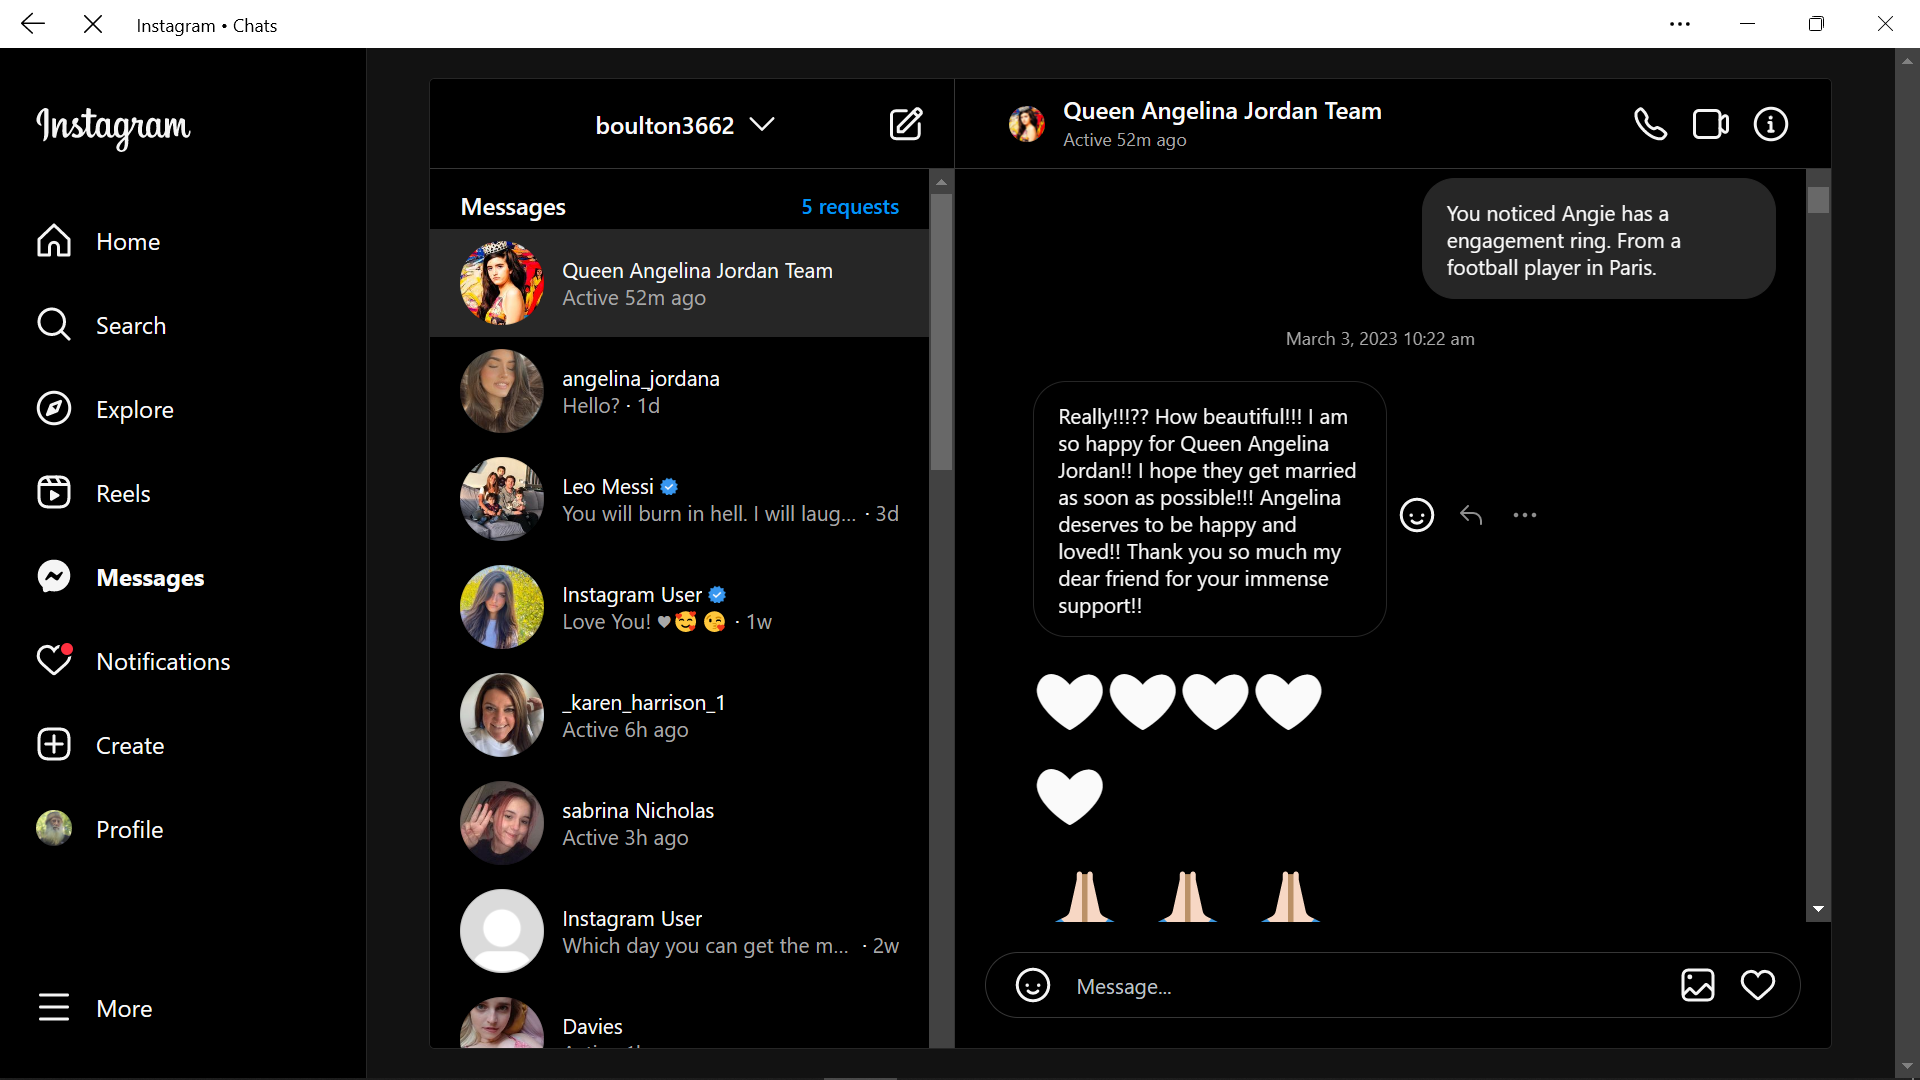 Instagram • Chats
Instagram
Home
Search
Explore
Reels
Messages
Notifications
Create
Profile
More
boulton3662
Messages
5 requests
Queen Angelina Jordan Team
Active 52m ago
angelina_jordana
Hello? · 1d
Leo Messi
You will burn in hell. I will laug... · 3d
Instagram User
Love You! ♥🥰 😘 · 1w
_karen_harrison_1
Active 6h ago
sabrina Nicholas
Active 3h ago
Instagram User
Which day you can get the m... · 2w
Davies
Queen Angelina Jordan Team
Active 52m ago
You noticed Angie has a
engagement ring. From a
football player in Paris.
March 3, 2023 10:22 am
Really!!!?? How beautiful!!! I am
so happy for Queen Angelina
Jordan!! I hope they get married
as soon as possible!!! Angelina
deserves to be happy and
loved!! Thank you so much my
dear friend for your immense
support!!
Message...